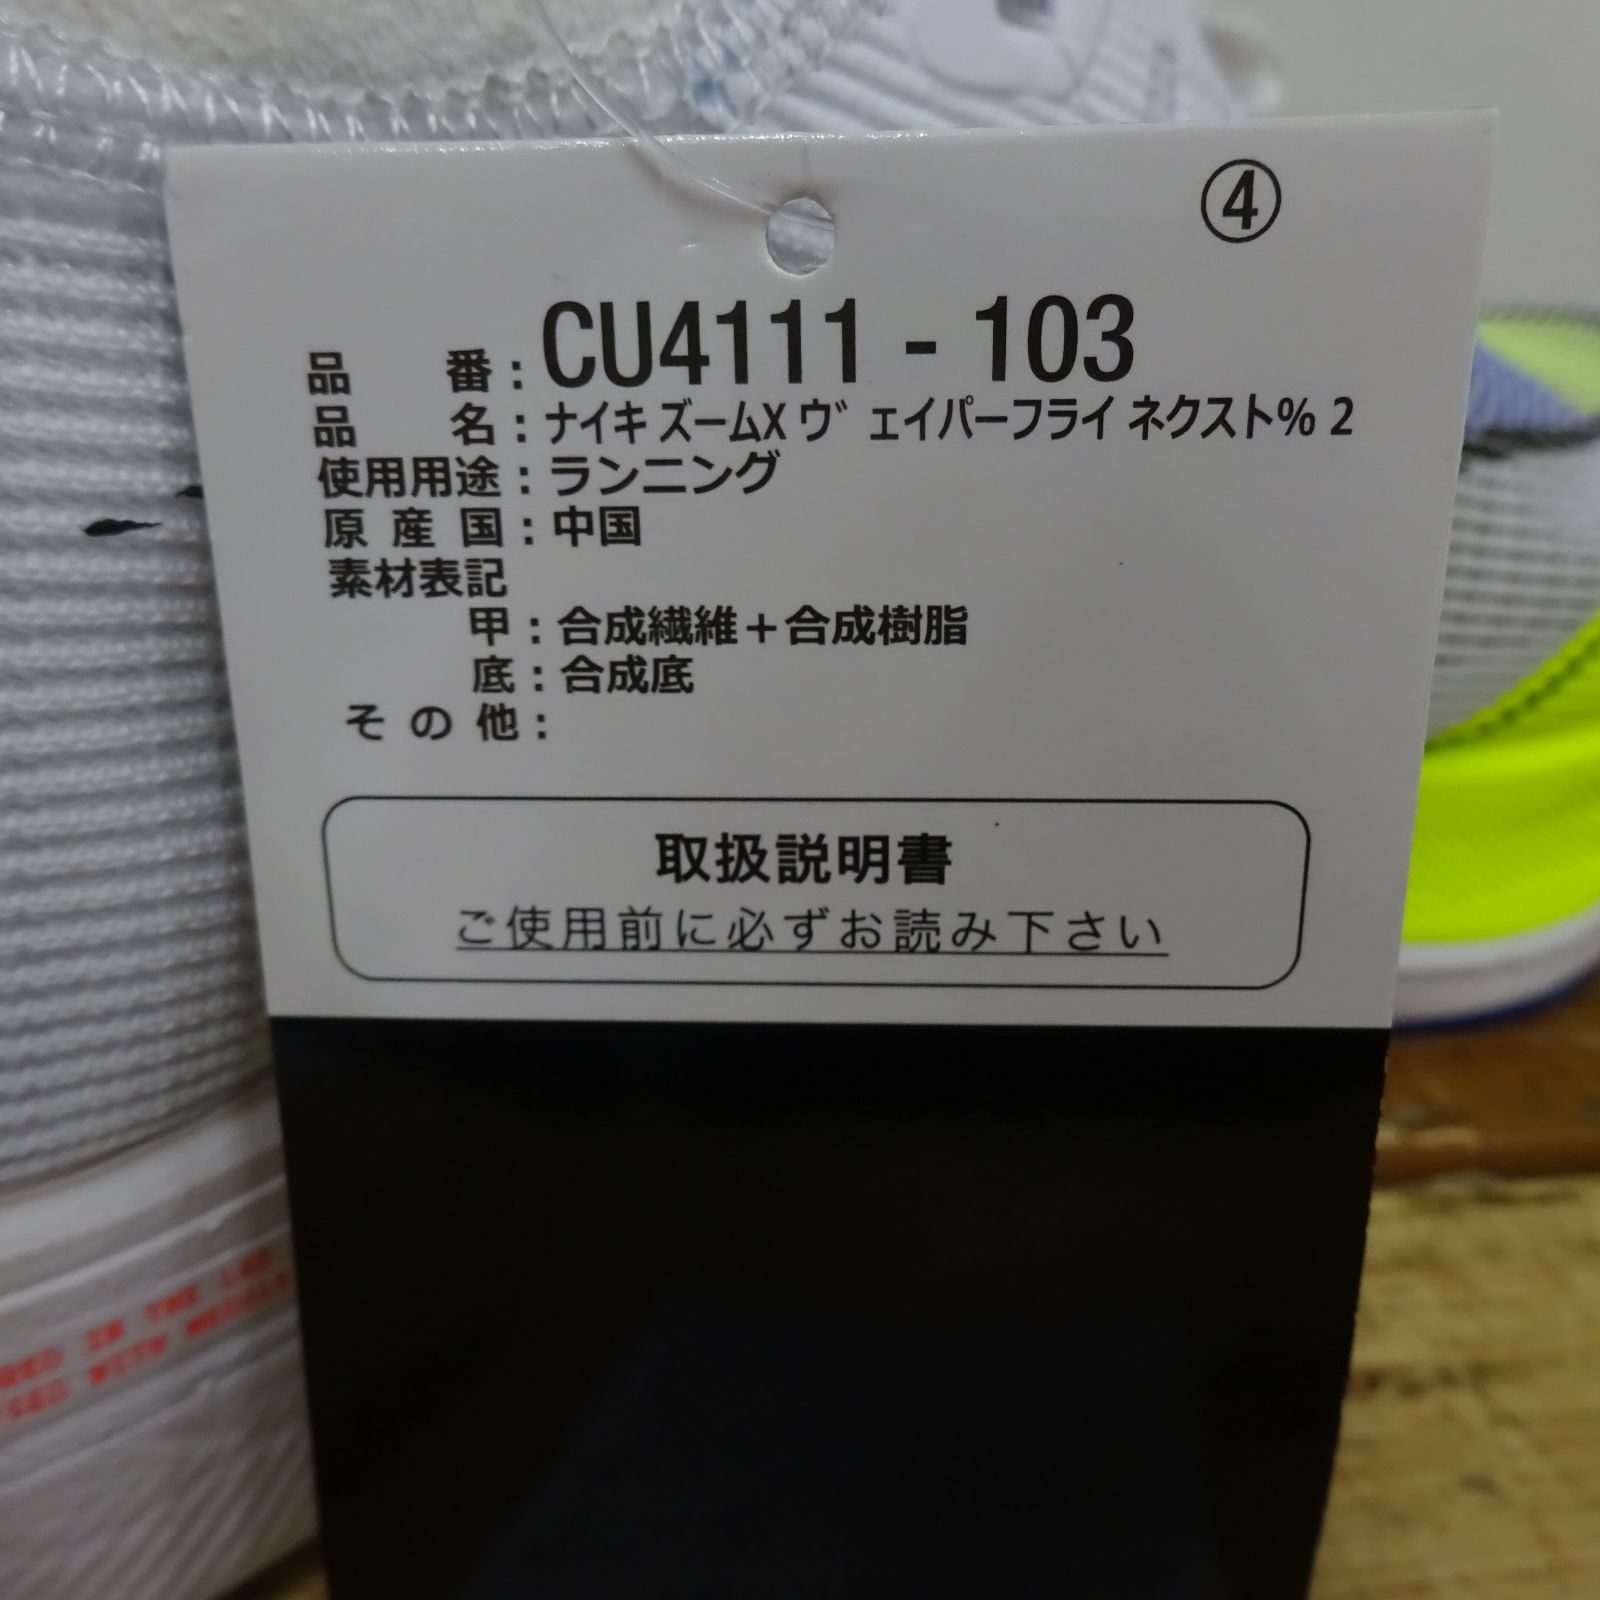 ④
品番：CU4111-103
品名：ナイキ ズームX ヴェイパーフライ ネクスト% 2
使用用途：ランニング
原産国：中国
素材表記
甲：合成繊維＋合成樹脂
底：合成底
その他：
取扱説明書
ご使用前に必ずお読み下さい
IN THE
WITH